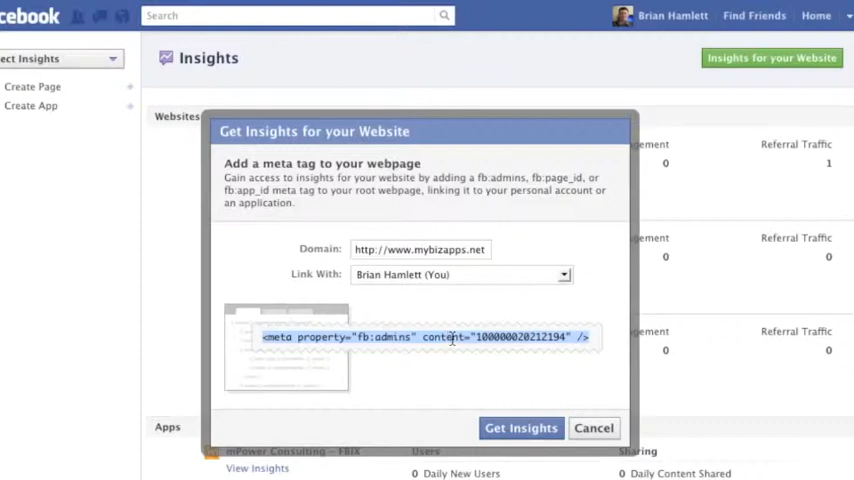 cebook
Search
Brian Hamlett
Find Friends
Home
ect Insights
Insights
Insights for your Website
Create Page
Create App
Websites
gement
Referral Traffic
0
1
Get Insights for your Website
Add a meta tag to your webpage
Gain access to insights for your website by adding a fb:admins, fb:page_id, or
fb:app_id meta tag to your root webpage, linking it to your personal account or
an application.
Domain:
http://www.mybizapps.net
Link With:
Brian Hamlett (You)
gement
Referral Traffic
0
0
<meta property="fb:admins" content="100000020212194" />
gement
Referral Traffic
0
0
Get Insights
Cancel
Apps
mPower Consulting - FBIX
Users
Sharing
View Insights
0 Daily New Users
0 Daily Content Shared